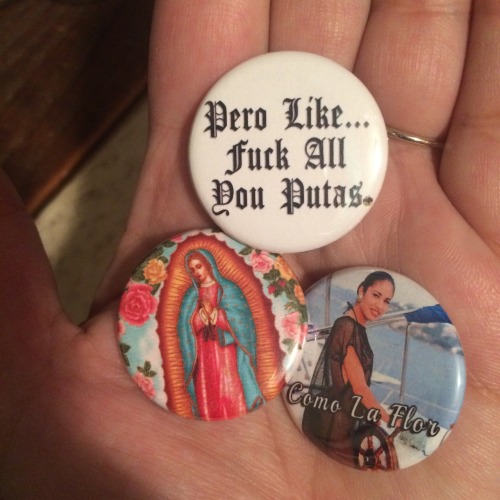 Pero Like...
Fuck All
You Putas.
Como La Flor